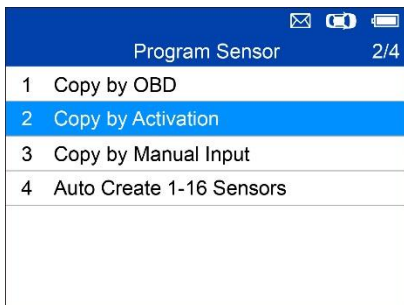 Program Sensor 2/4
1 Copy by OBD
2 Copy by Activation
3 Copy by Manual Input
4 Auto Create 1-16 Sensors